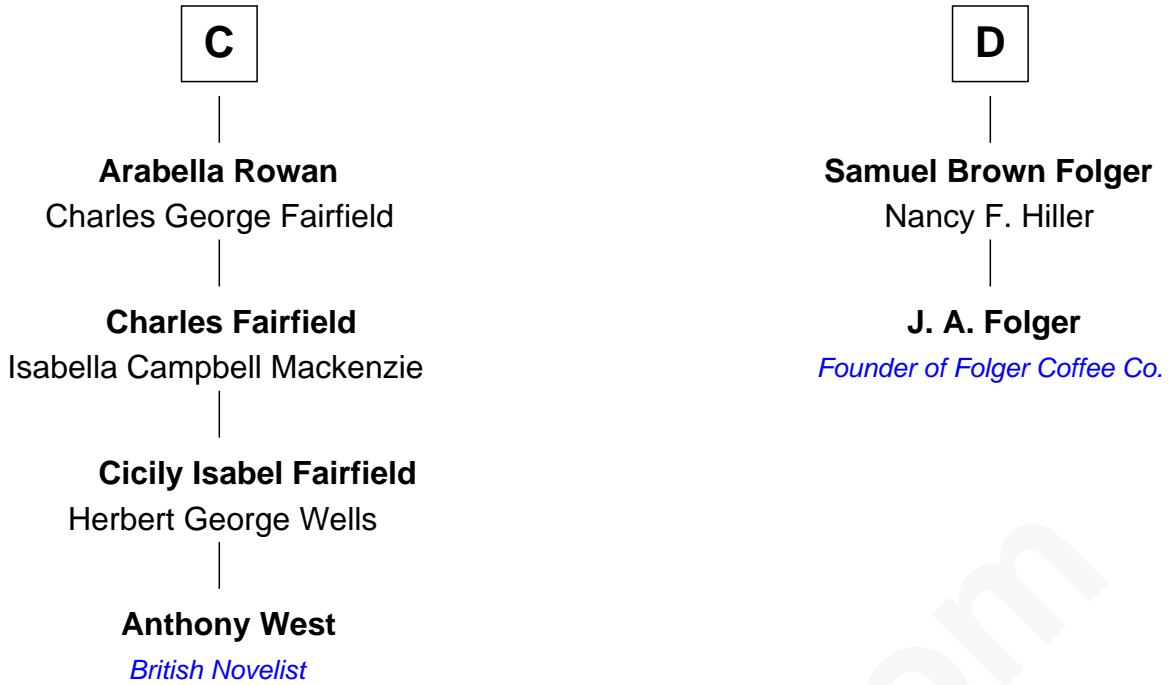 C
Arabella Rowan
Charles George Fairfield
Charles Fairfield
Isabella Campbell Mackenzie
Cicily Isabel Fairfield
Herbert George Wells
Anthony West
British Novelist
D
Samuel Brown Folger
Nancy F. Hiller
J. A. Folger
Founder of Folger Coffee Co.
om